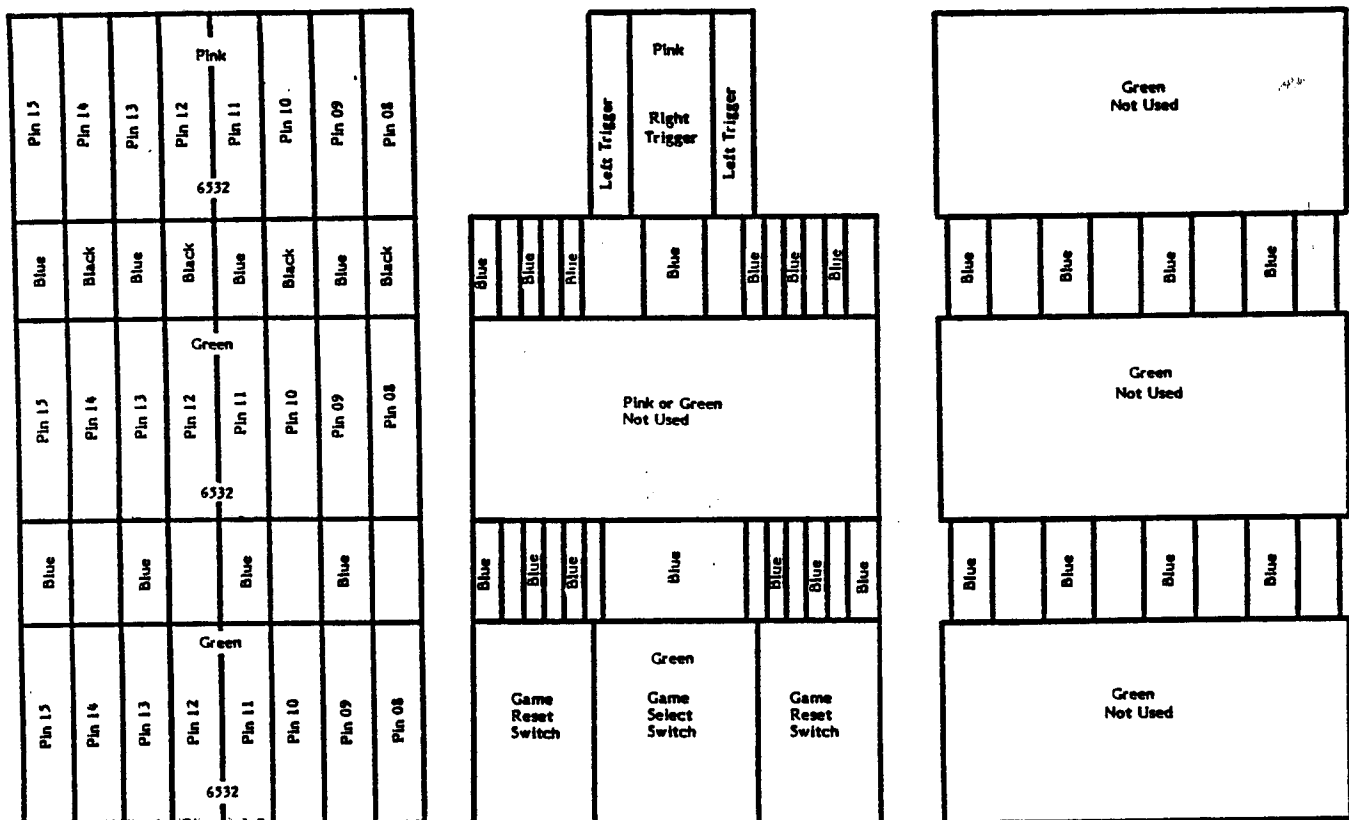 Pink
Pin 15
Pin 14
Pin 13
Pin 12
Pin 11
Pin 10
Pin 09
Pin 08
6532
Blue
Black
Blue
Black
Blue
Black
Blue
Black
Green
Pin 15
Pin 14
Pin 13
Pin 12
Pin 11
Pin 10
Pin 09
Pin 08
6532
Blue
Blue
Blue
Blue
Green
Pin 15
Pin 14
Pin 13
Pin 12
Pin 11
Pin 10
Pin 09
Pin 08
6532
Pink
Left Trigger
Right
Trigger
Left Trigger
Blue
Blue
Blue
Blue
Blue
Blue
Blue
Pink or Green
Not Used
Blue
Blue
Blue
Blue
Blue
Blue
Blue
Green
Game
Reset
Switch
Game
Select
Switch
Game
Reset
Switch
Green
Not Used
Blue
Blue
Blue
Blue
Green
Not Used
Blue
Blue
Blue
Blue
Green
Not Used